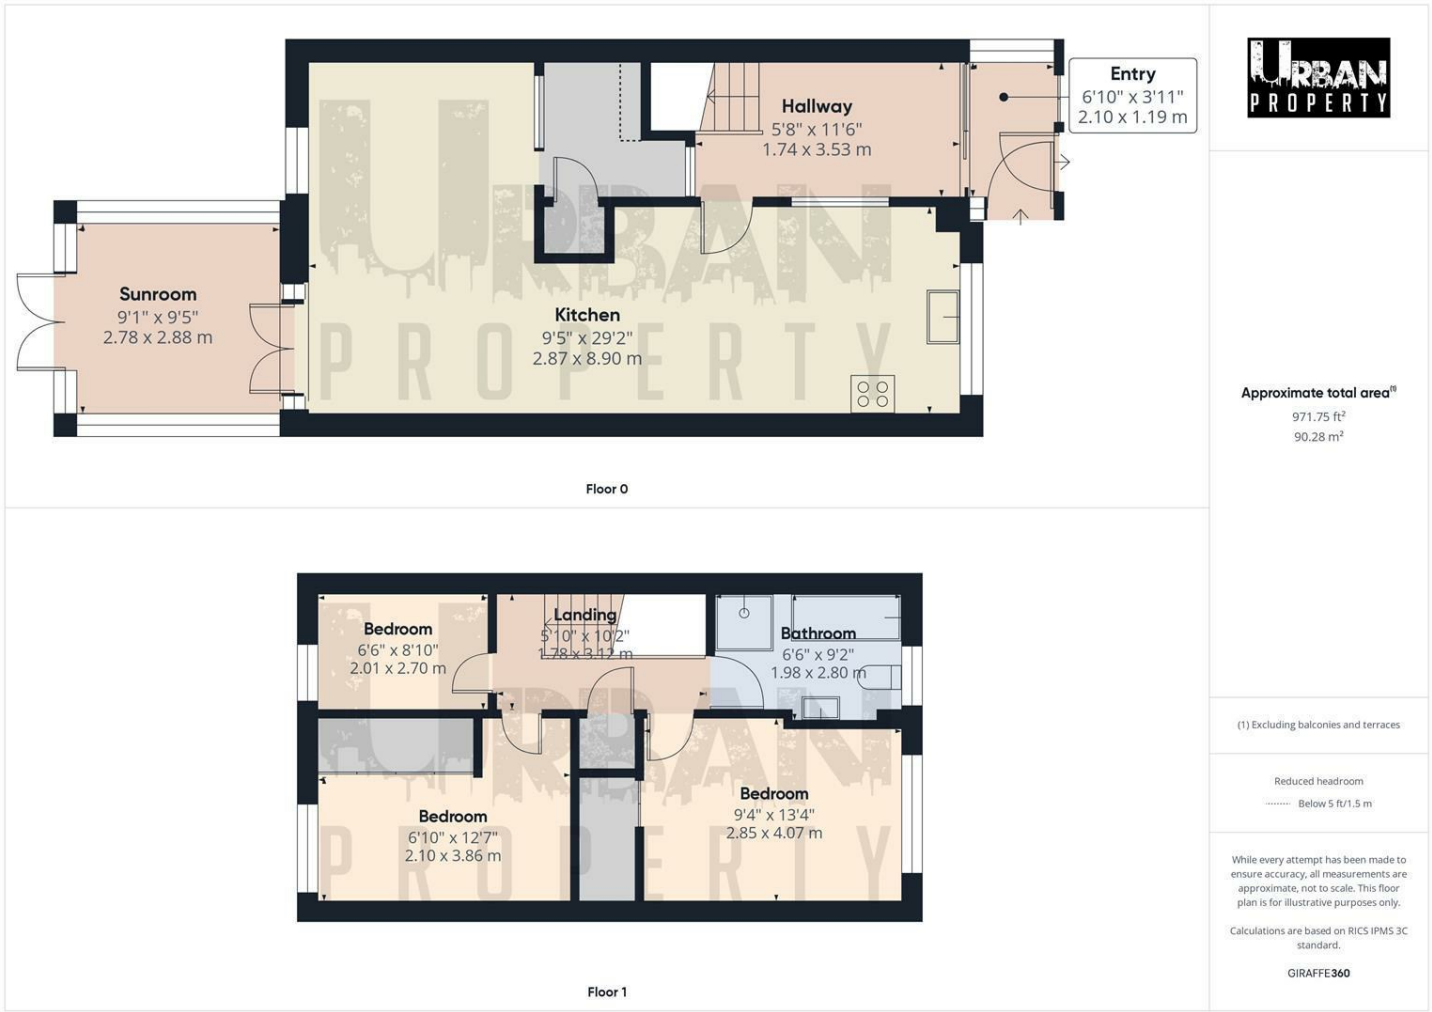 Entry
6'10" x 3'11"
2.10 x 1.19 m
Hallway
5'8" x 11'6"
1.74 x 3.53 m
Sunroom
9'1" x 9'5"
2.78 x 2.88 m
Kitchen
9'5" x 29'2"
2.87 x 8.90 m
URBAN
PROPERTY
Floor 0
Landing
5'10" x 10'2"
1.78 x 3.12 m
Bedroom
6'6" x 8'10"
2.01 x 2.70 m
Bathroom
6'6" x 9'2"
1.98 x 2.80 m
Bedroom
6'10" x 12'7"
2.10 x 3.86 m
Bedroom
9'4" x 13'4"
2.85 x 4.07 m
URBAN
PROPERTY
Floor 1
URBAN
PROPERTY
Approximate total area(1)
971.75 ft²
90.28 m²
(1) Excluding balconies and terraces
Reduced headroom
Below 5 ft/1.5 m
While every attempt has been made to
ensure accuracy, all measurements are
approximate, not to scale. This floor
plan is for illustrative purposes only.
Calculations are based on RICS IPMS 3C
standard.
GIRAFFE360